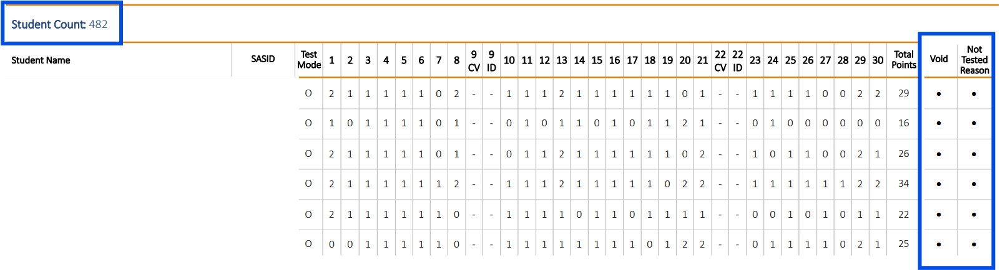 Student Count: 482
Student Name SASID Test Mode 1 2 3 4 5 6 7 8 9 CV 9 ID 10 11 12 13 14 15 16 17 18 19 20 21 22 CV 22 ID 23 24 25 26 27 28 29 30 Total Points Void Not Tested Reason
O 2 1 1 1 1 1 0 2 - - 1 1 1 2 1 1 1 1 1 1 0 1 - - 1 1 1 1 0 0 2 2 29 • •
O 1 0 1 1 1 1 0 1 - - 0 1 0 1 1 0 1 0 1 1 2 1 - - 0 1 0 0 0 0 0 0 16 • •
O 2 1 1 1 1 1 0 1 - - 0 1 1 2 1 1 1 1 1 1 0 2 - - 1 0 1 1 0 0 2 1 26 • •
O 2 1 1 1 1 1 1 2 - - 1 1 1 2 1 1 1 1 1 0 2 2 - - 1 1 1 1 1 1 2 2 34 • •
O 2 1 1 1 1 1 1 0 - - 1 1 1 1 0 1 1 0 1 1 1 1 - - 0 0 1 0 1 0 1 1 22 • •
O 0 0 1 1 1 1 1 0 - - 1 1 1 1 1 1 1 1 0 1 2 2 - - 0 1 1 1 1 0 2 1 25 • •